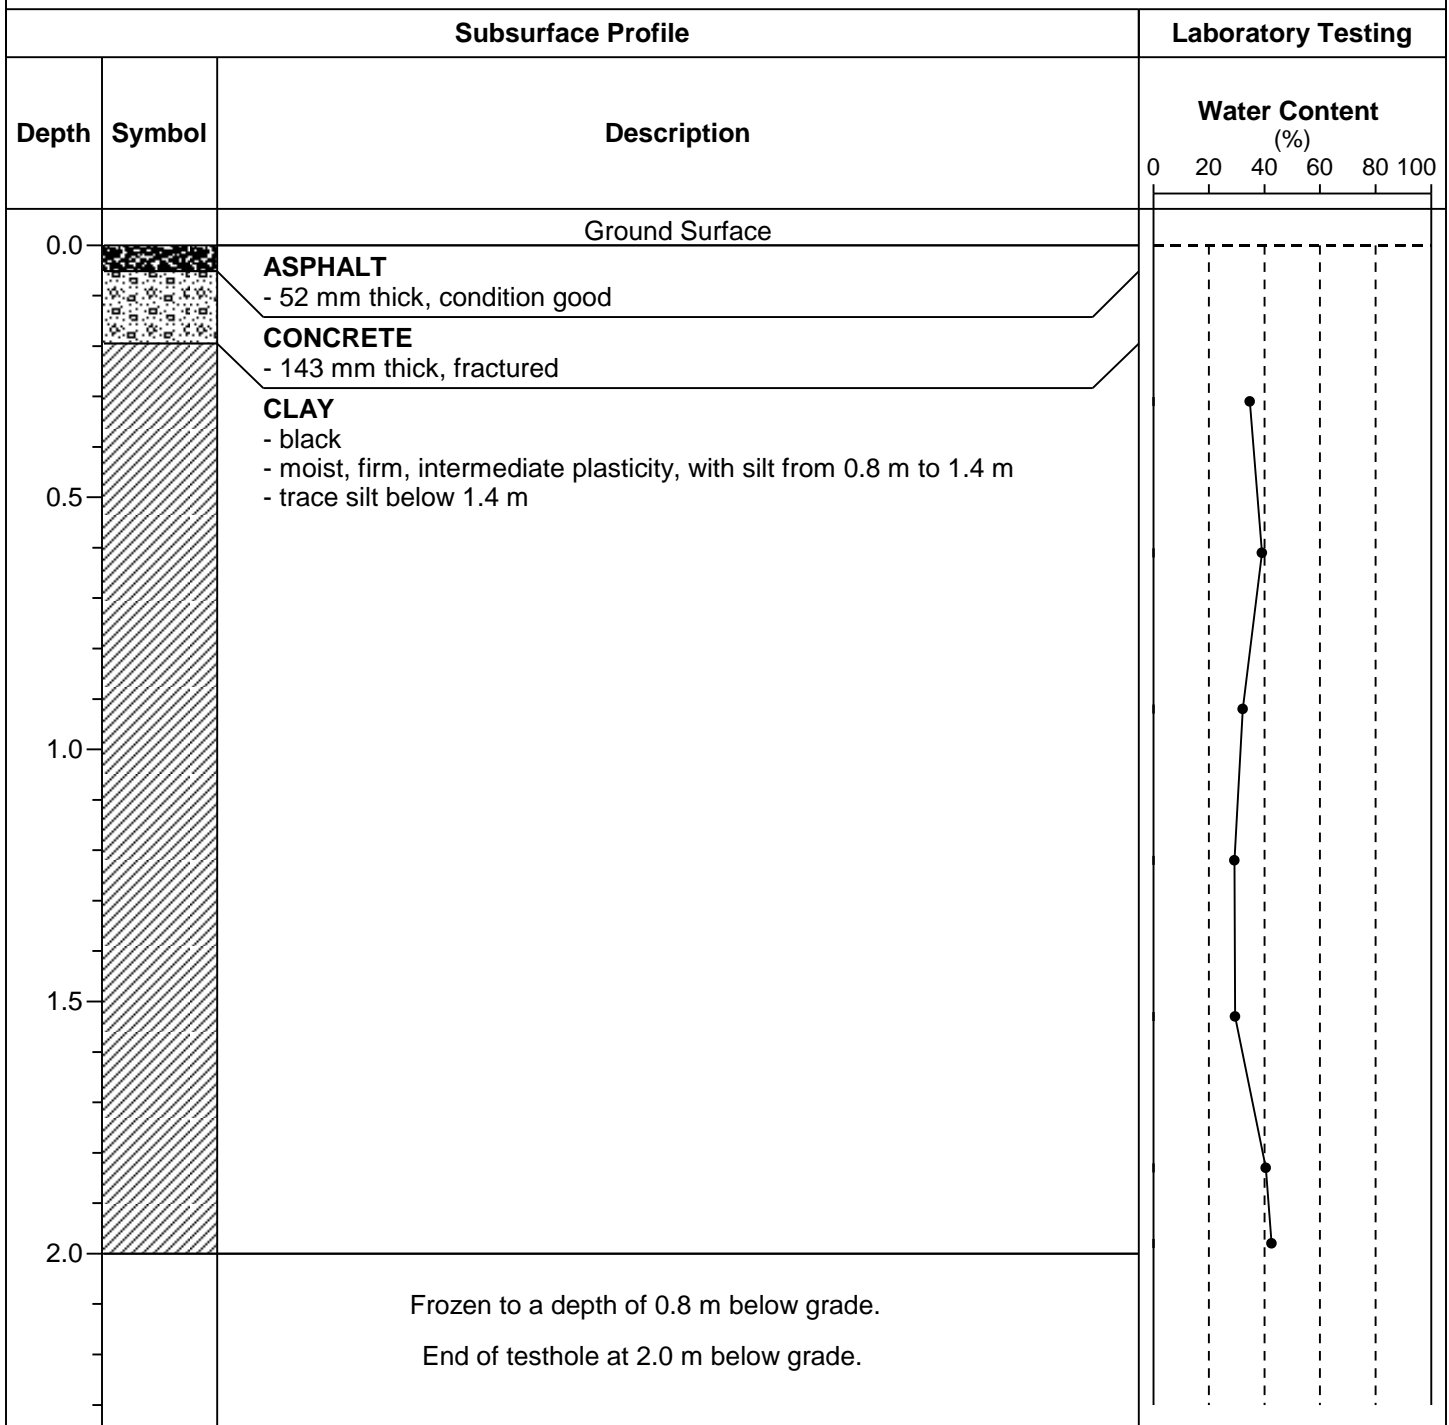 Subsurface Profile
Laboratory Testing
Depth
Symbol
Description
Water Content
(%)
0 20 40 60 80 100
Ground Surface
0.0
ASPHALT
- 52 mm thick, condition good
CONCRETE
- 143 mm thick, fractured
CLAY
- black
- moist, firm, intermediate plasticity, with silt from 0.8 m to 1.4 m
- trace silt below 1.4 m
0.5
1.0
1.5
2.0
Frozen to a depth of 0.8 m below grade.
End of testhole at 2.0 m below grade.